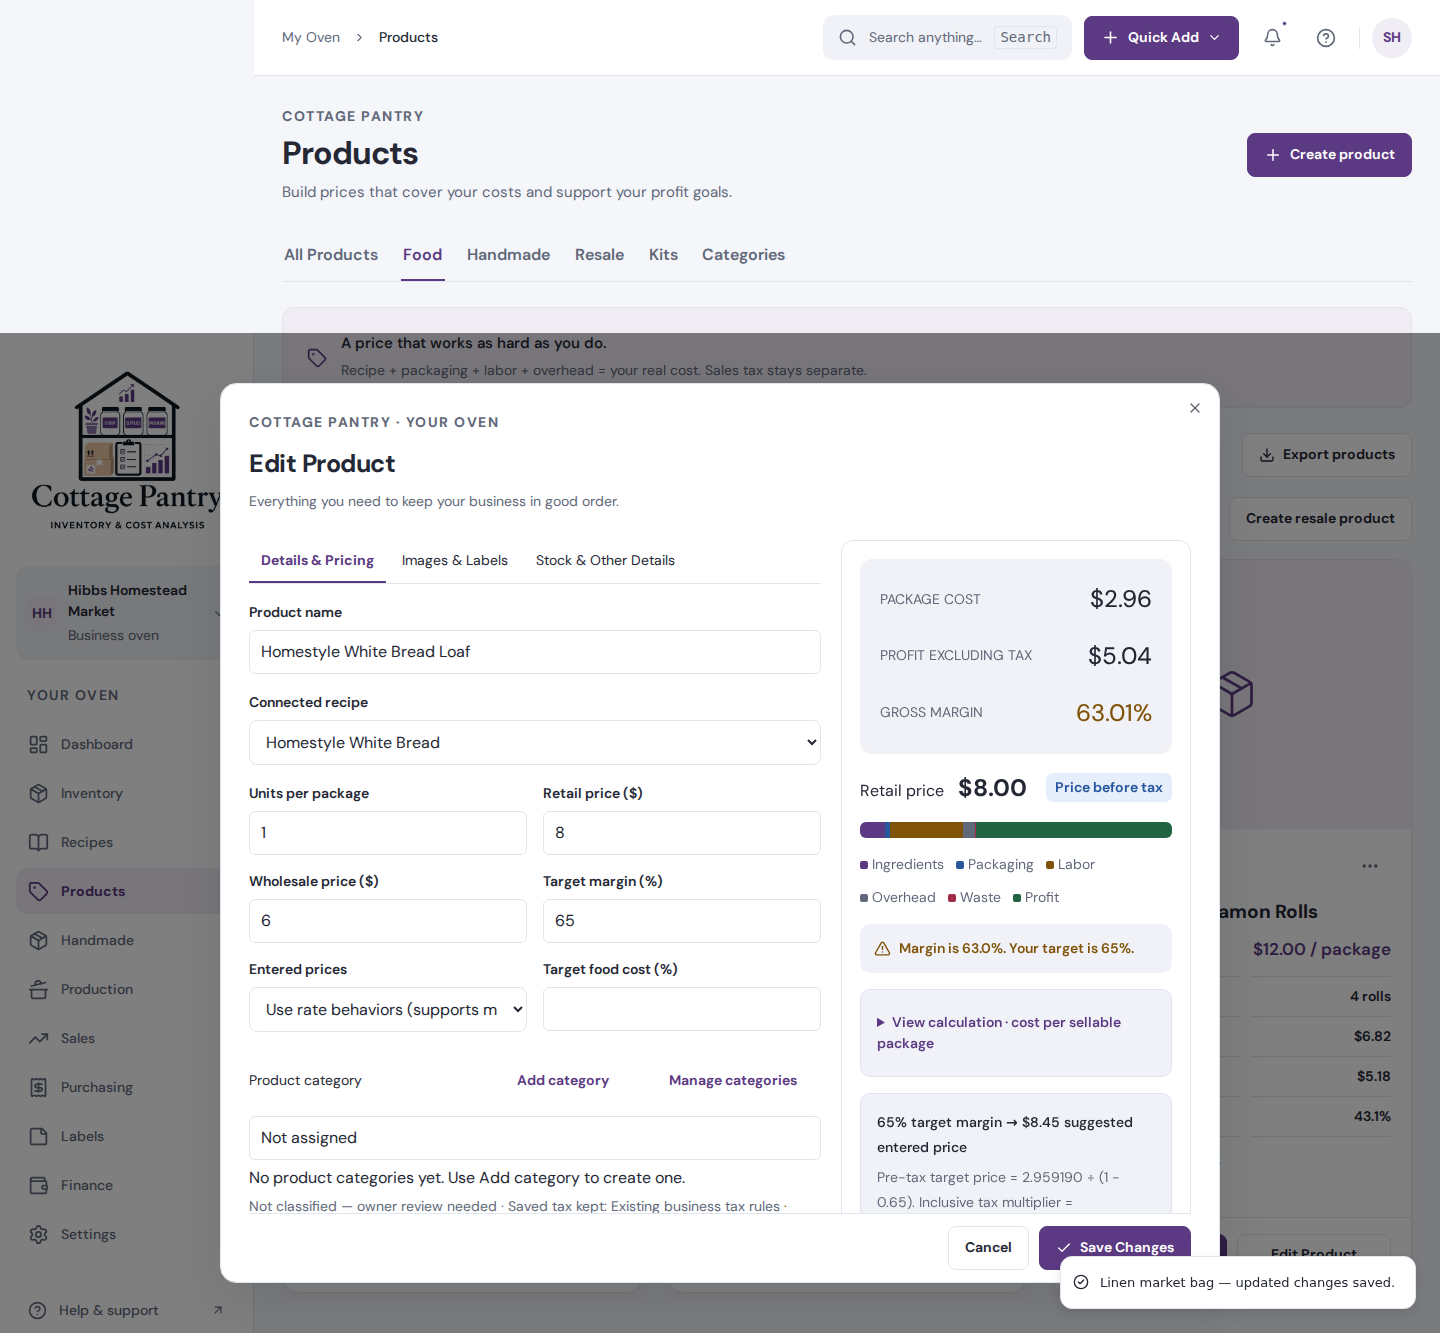 My Oven
Products
Search anything...
Search
Quick Add
SH
COTTAGE PANTRY
Products
Build prices that cover your costs and support your profit goals.
Create product
All Products
Food
Handmade
Resale
Kits
Categories
A price that works as hard as you do.
Recipe + packaging + labor + overhead = your real cost. Sales tax stays separate.
Export products
Create resale product
Cottage Pantry
INVENTORY & COST ANALYSIS
HH
Hibbs Homestead
Market
Business oven
YOUR OVEN
Dashboard
Inventory
Recipes
Products
Handmade
Production
Sales
Purchasing
Labels
Finance
Settings
Help & support
COTTAGE PANTRY · YOUR OVEN
Edit Product
Everything you need to keep your business in good order.
Details & Pricing
Images & Labels
Stock & Other Details
Product name
Homestyle White Bread Loaf
Connected recipe
Homestyle White Bread
Units per package
Retail price ($)
1
8
Wholesale price ($)
Target margin (%)
6
65
Entered prices
Target food cost (%)
Use rate behaviors (supports m
Product category
Add category
Manage categories
Not assigned
No product categories yet. Use Add category to create one.
Not classified — owner review needed · Saved tax kept: Existing business tax rules ·
PACKAGE COST
$2.96
PROFIT EXCLUDING TAX
$5.04
GROSS MARGIN
63.01%
Retail price
$8.00
Price before tax
Ingredients
Packaging
Labor
Overhead
Waste
Profit
Margin is 63.0%. Your target is 65%.
View calculation · cost per sellable
package
65% target margin → $8.45 suggested
entered price
Pre-tax target price = 2.959190 ÷ (1 −
0.65). Inclusive tax multiplier =
Cancel
Save Changes
amon Rolls
$12.00 / package
4 rolls
$6.82
$5.18
43.1%
Edit Product
Linen market bag — updated changes saved.